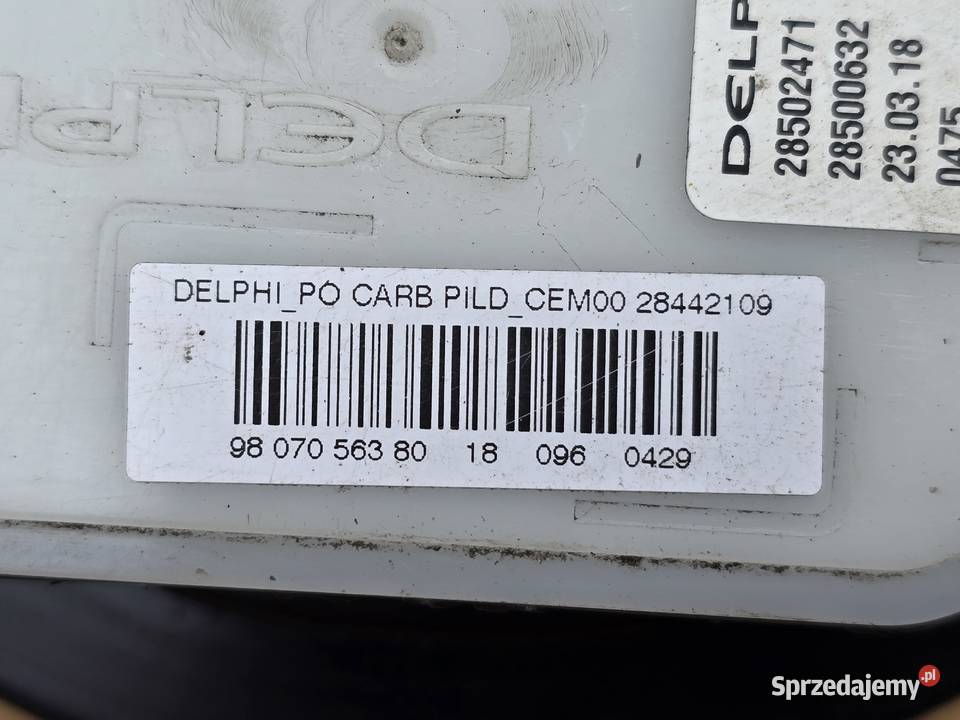 DELPHI
DELP
28502471
28500632
23.03.18
0475
DELPHI_PO CARB PILD_CEM00 28442109
98 070 563 80 18 096 0429
Sprzedajemy.pl